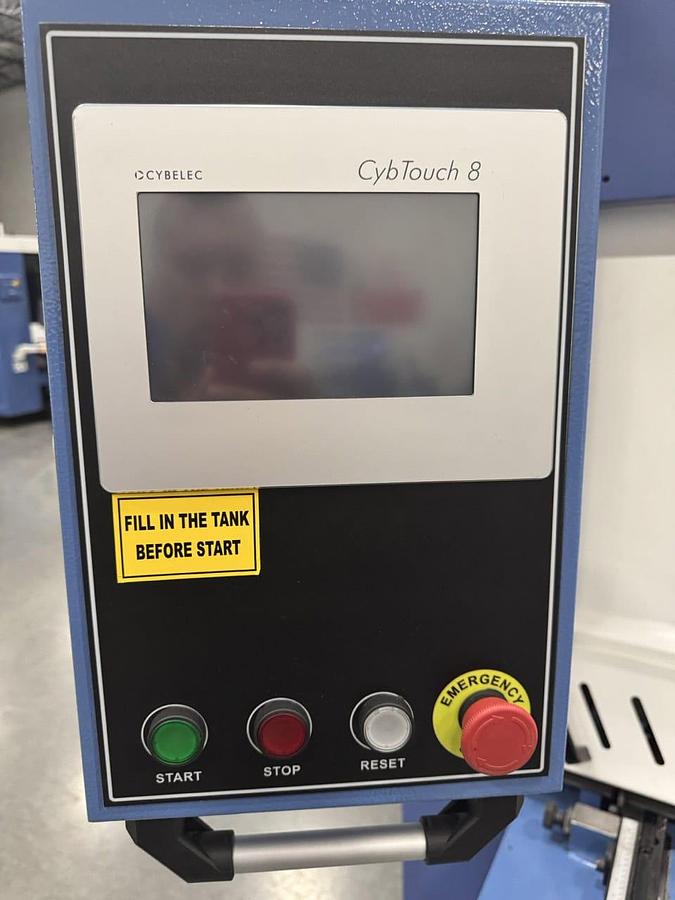 CYBELEC
CybTouch 8
FILL IN THE TANK
BEFORE START
EMERGENCY
START
STOP
RESET